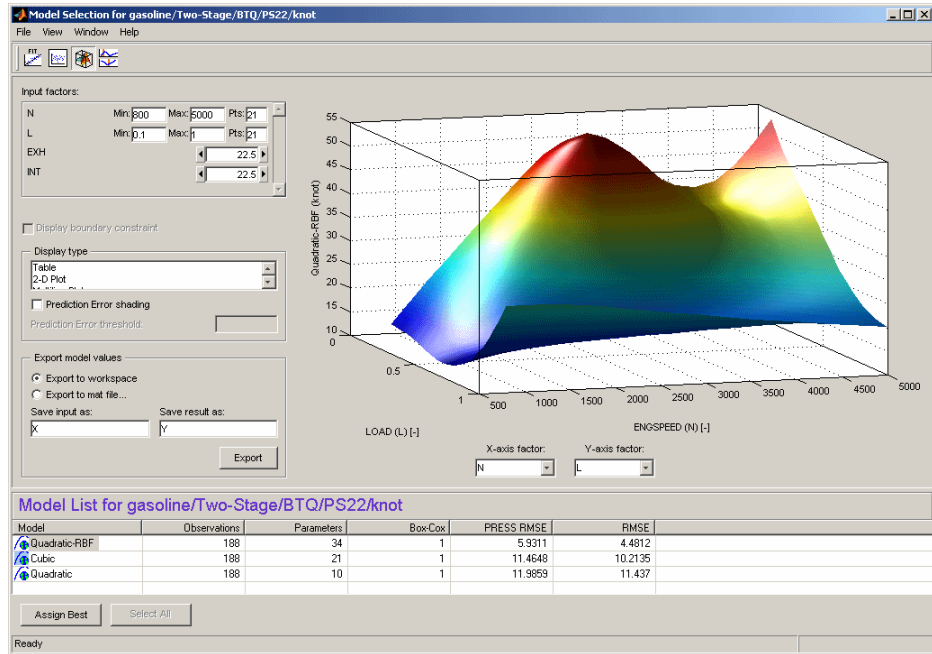 Model Selection for gasoline/Two-Stage/BTQ/PS22/knot
File View Window Help
FIT
Input factors:
N Min: 800 Max: 5000 Pts: 21
L Min: 0.1 Max: 1 Pts: 21
EXH 22.5
INT 22.5
Display boundary constraint
Display type
Table
2-D Plot
Prediction Error shading
Prediction Error threshold:
Export model values
Export to workspace
Export to mat file...
Save input as: Save result as:
X Y
Export
Quadratic-RBF (knot)
55
50
45
40
35
30
25
20
15
10
0
0.5
1
500 1000 1500 2000 2500 3000 3500 4000 4500 5000
LOAD (L) [-]
ENGSPEED (N) [-]
X-axis factor: Y-axis factor:
N L
Model List for gasoline/Two-Stage/BTQ/PS22/knot
Model Observations Parameters Box-Cox PRESS RMSE RMSE
Quadratic-RBF 188 34 1 5.9311 4.4812
Cubic 188 21 1 11.4648 10.2135
Quadratic 188 10 1 11.9859 11.437
Assign Best Select All
Ready